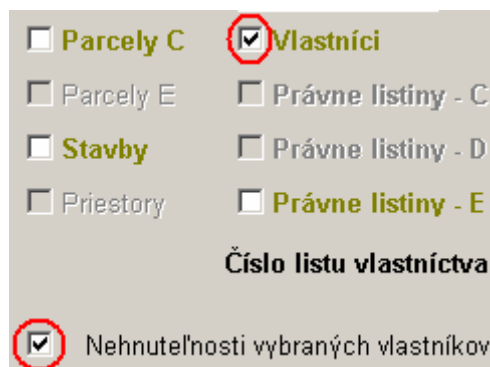 Parcely C Vlastníci
Parcely E Právne listiny - C
Stavby Právne listiny - D
Priestory Právne listiny - E
Číslo listu vlastníctva
Nehnuteľnosti vybraných vlastníkov